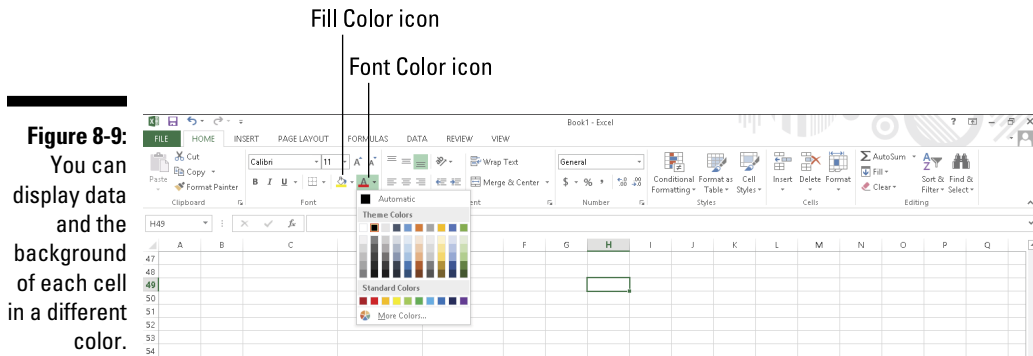 Fill Color icon
Font Color icon
Figure 8-9:
You can
display data
and the
background
of each cell
in a different
color.
Book1 - Excel
FILE HOME INSERT PAGE LAYOUT FORMULAS DATA REVIEW VIEW
Paste
Cut
Copy
Format Painter
Clipboard
Calibri 11
B I U
Font
Wrap Text
Merge & Center
General
$ % ,
Number
Conditional Formatting
Format as Table
Cell Styles
Styles
Insert Delete Format
Cells
AutoSum
Fill
Clear
Sort & Filter
Find & Select
Editing
Automatic
Theme Colors
Standard Colors
More Colors...
H49
fx
A B C F G H I J K L M N O P Q
47
48
49
50
51
52
53
54